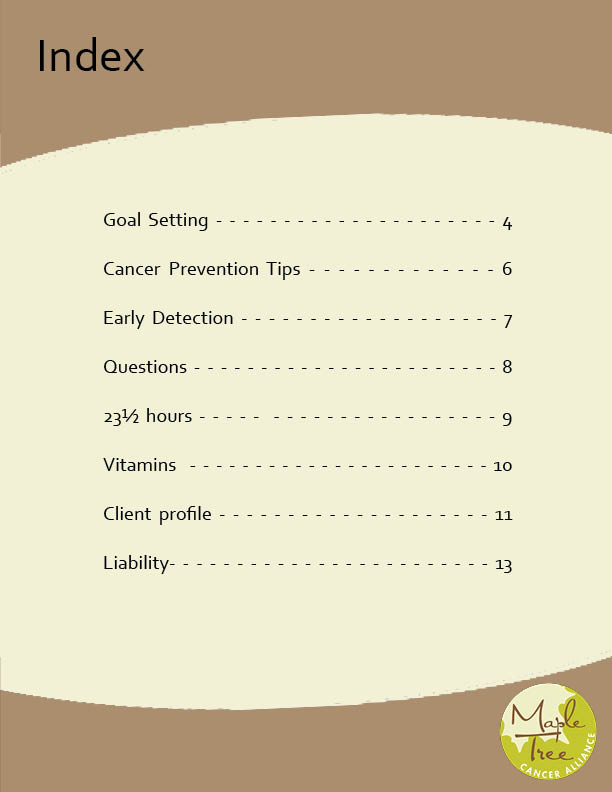 Index
Goal Setting - - - - - - - - - - - - - - - - - - - - - 4
Cancer Prevention Tips - - - - - - - - - - - - - - 6
Early Detection - - - - - - - - - - - - - - - - - - - 7
Questions - - - - - - - - - - - - - - - - - - - - - - - 8
23½ hours - - - - -  - - - - - - - - - - - - - - - - - 9
Vitamins - - - - - - - - - - - - - - - - - - - - - - 10
Client profile - - - - - - - - - - - - - - - - - - - - 11
Liability- - - - - - - - - - - - - - - - - - - - - - - - 13
Maple
Tree
CANCER ALLIANCE